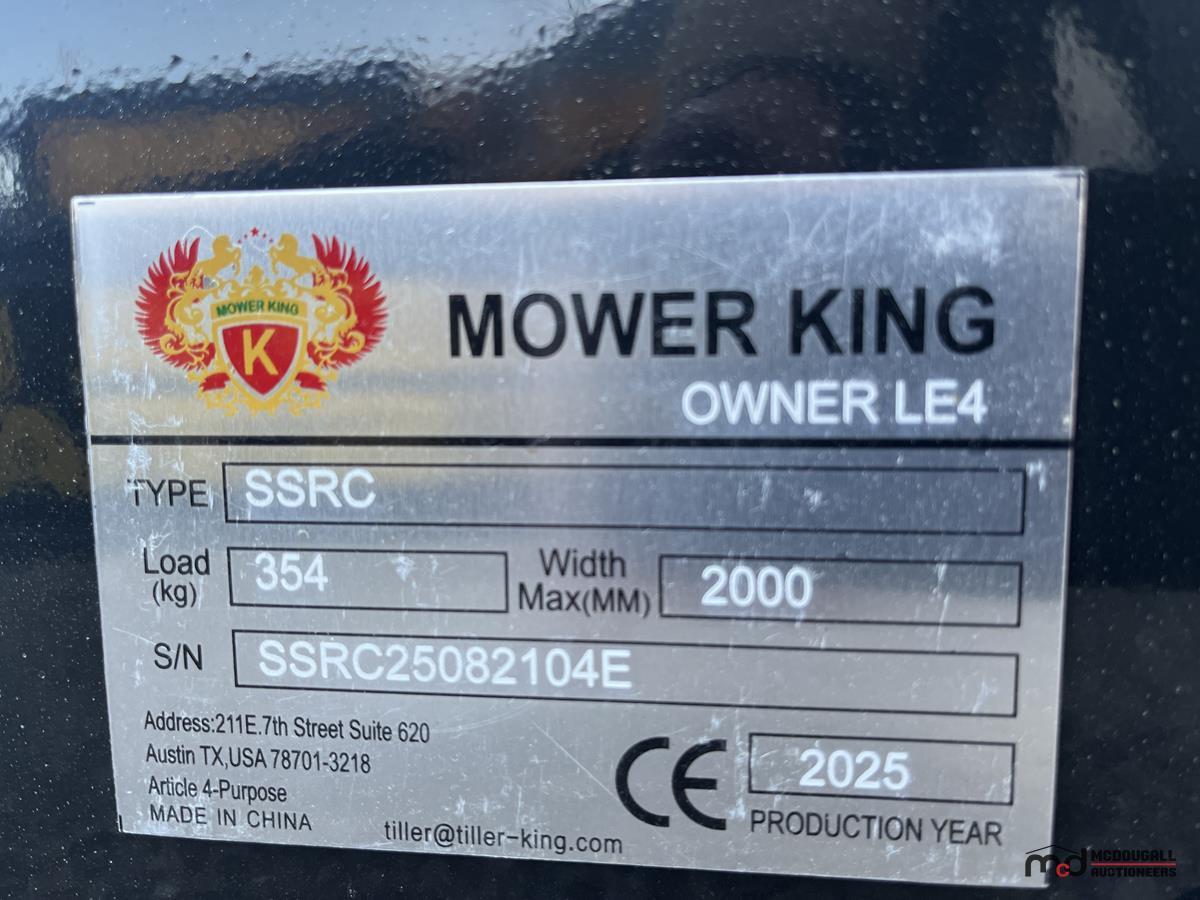 MOWER KING
K
MOWER KING
OWNER LE4
TYPE SSRC
Load (kg) 354 Width Max(MM) 2000
S/N SSRC25082104E
Address:211E.7th Street Suite 620
Austin TX,USA 78701-3218
Article 4-Purpose
MADE IN CHINA
tiller@tiller-king.com
CE 2025
PRODUCTION YEAR
mcd MCDOUGALL
AUCTIONEERS